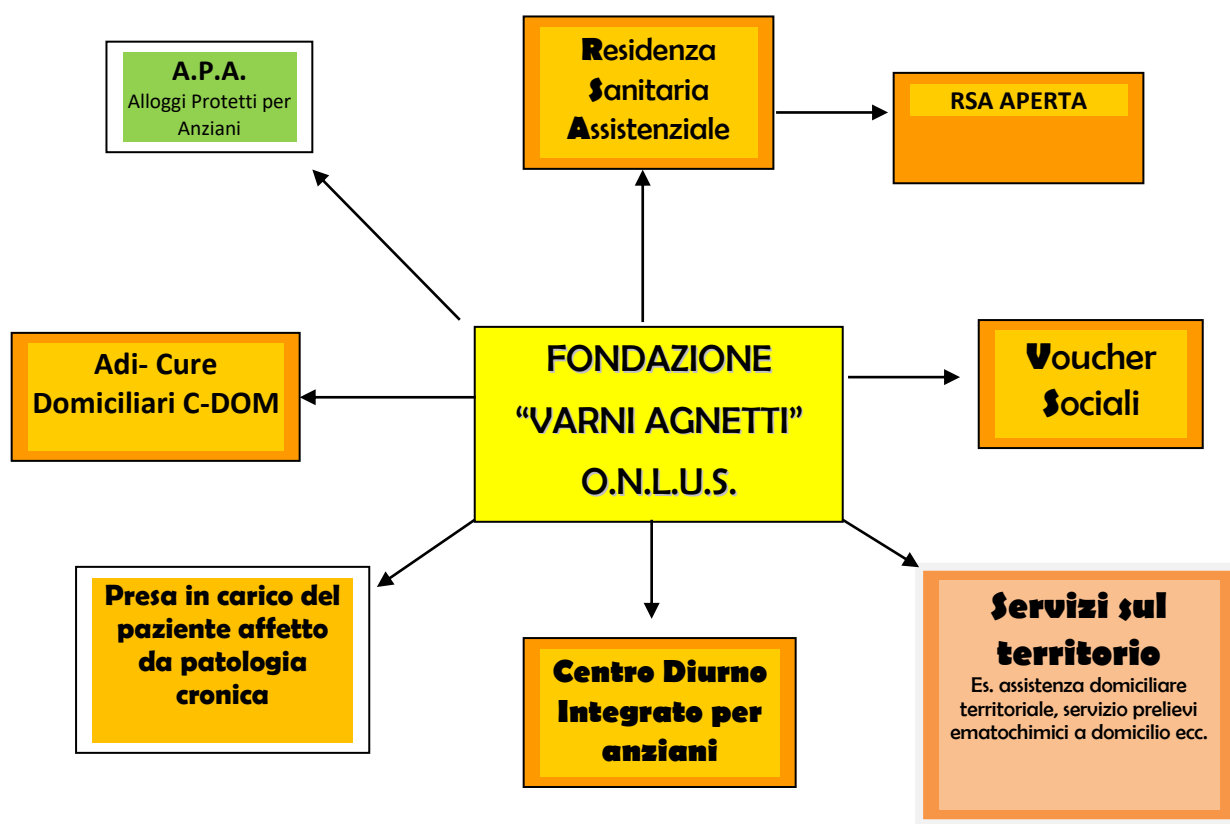 A.P.A.
Alloggi Protetti per
Anziani
Residenza
Sanitaria
Assistenziale
RSA APERTA
Adi- Cure
Domiciliari C-DOM
FONDAZIONE
“VARNI AGNETTI”
O.N.L.U.S.
Voucher
Sociali
Presa in carico del
paziente affetto
da patologia
cronica
Centro Diurno
Integrato per
anziani
Servizi sul
territorio
Es. assistenza domiciliare
territoriale, servizio prelievi
ematochimici a domicilio ecc.